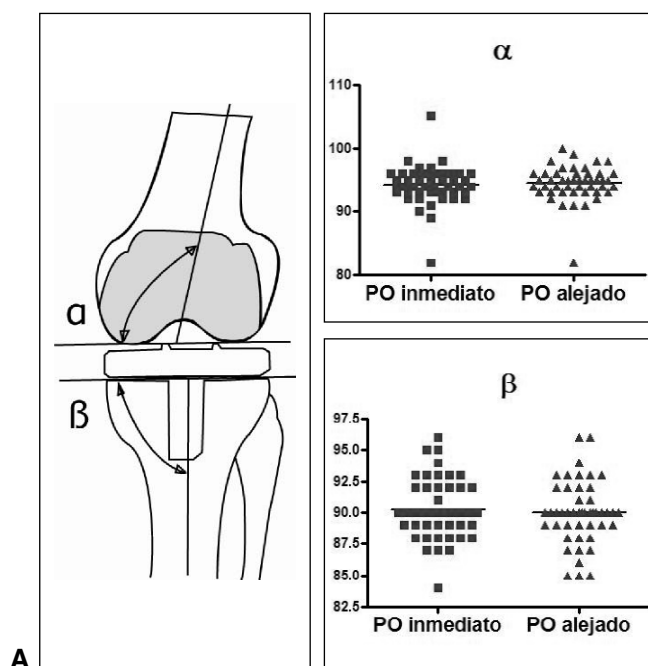 α
β
A
α
110
100
90
80
PO inmediato PO alejado
β
97.5
95.0
92.5
90.0
87.5
85.0
82.5
PO inmediato PO alejado